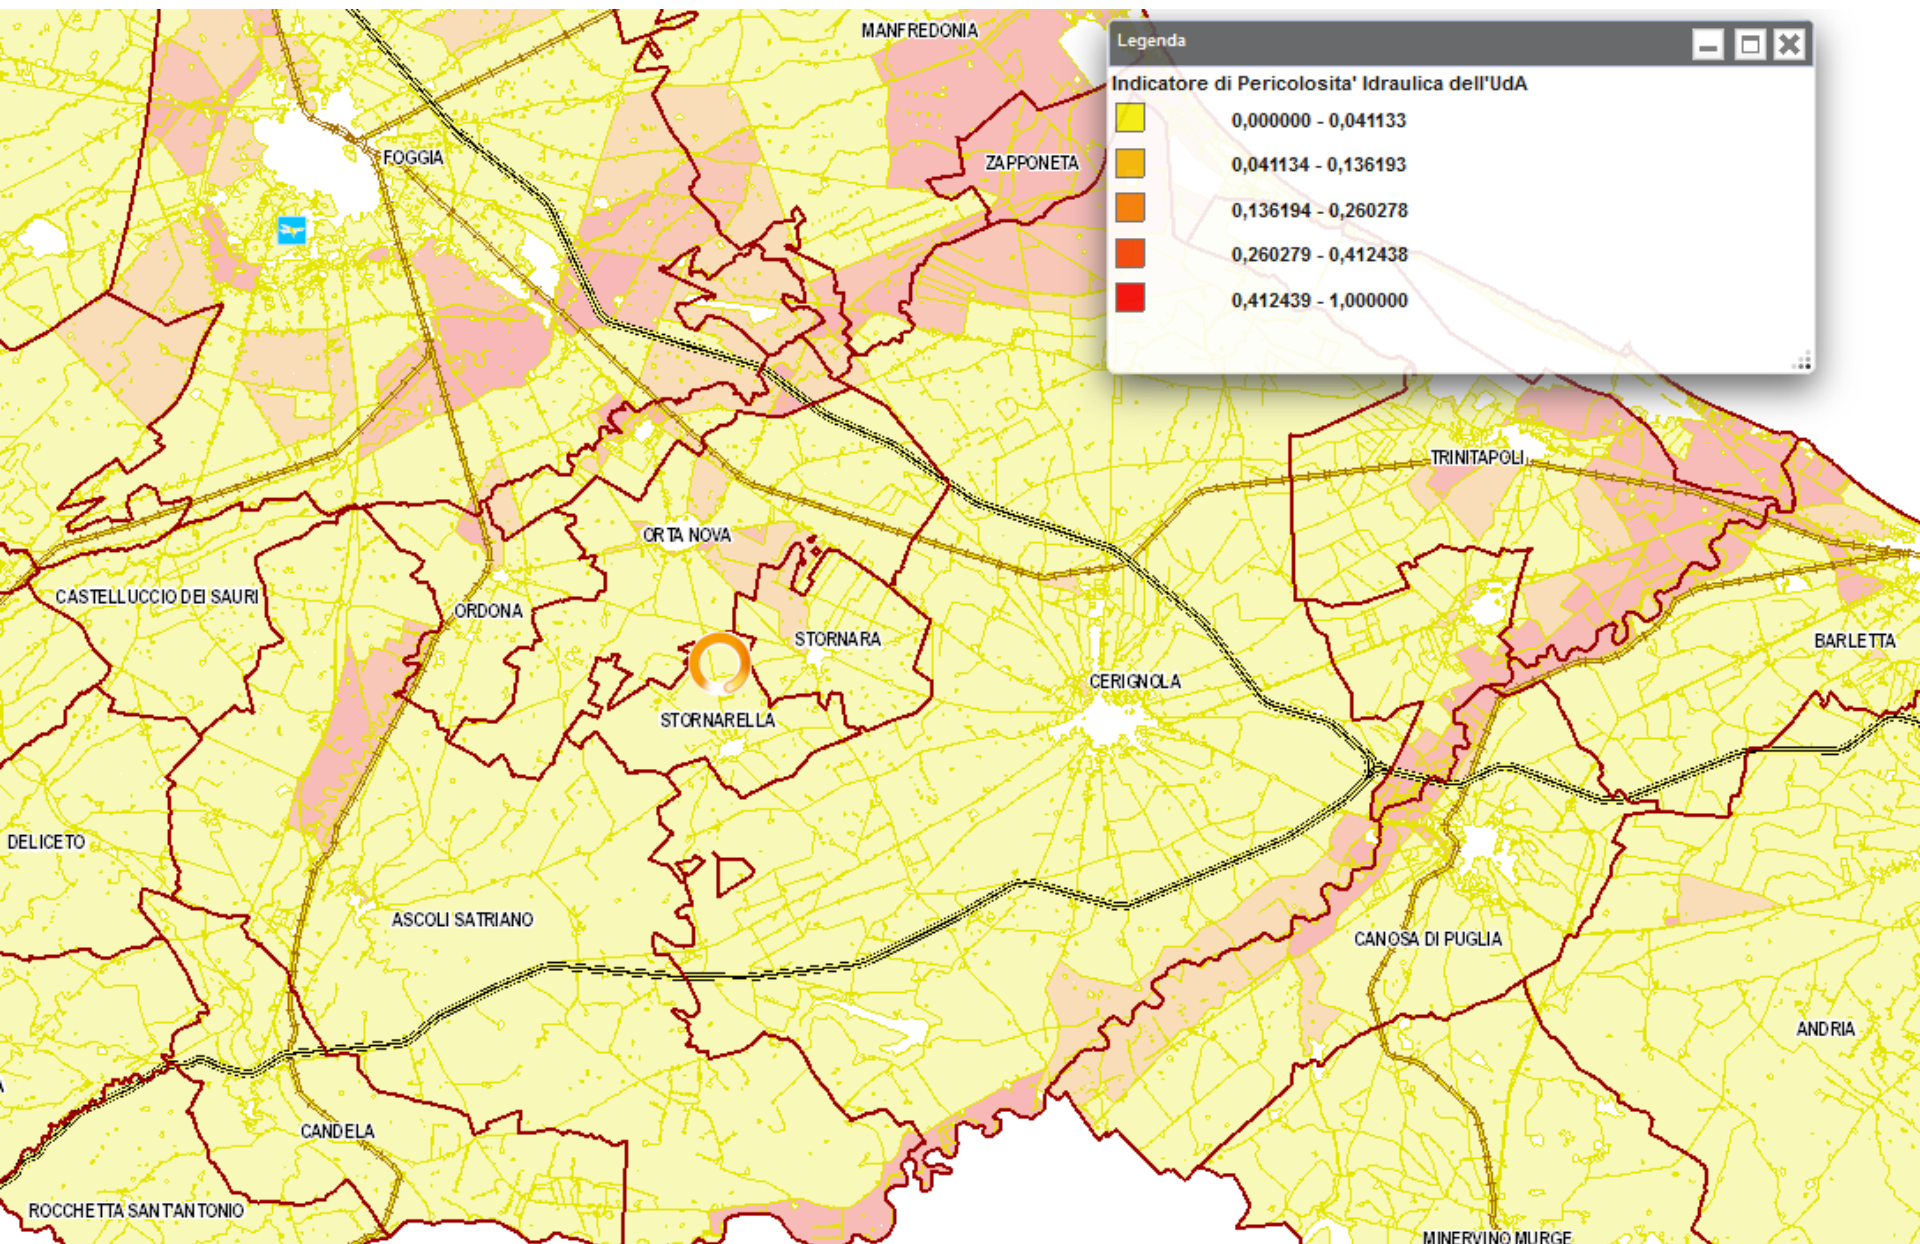 MANFREDONIA
Legenda
Indicatore di Pericolosita' Idraulica dell'UdA
0,000000 - 0,041133
0,041134 - 0,136193
0,136194 - 0,260278
0,260279 - 0,412438
0,412439 - 1,000000
FOGGIA
ZAPPONETA
TRINITAPOLI
ORTA NOVA
CASTELLUCCIO DEI SAURI
ORDONA
STORNARA
BARLETTA
CERIGNOLA
STORNARELLA
DELICETO
ASCOLI SATRIANO
CANOSA DI PUGLIA
ANDRIA
A
CANDELA
ROCCHETTA SANT'ANTONIO
MINERVINO MURGE